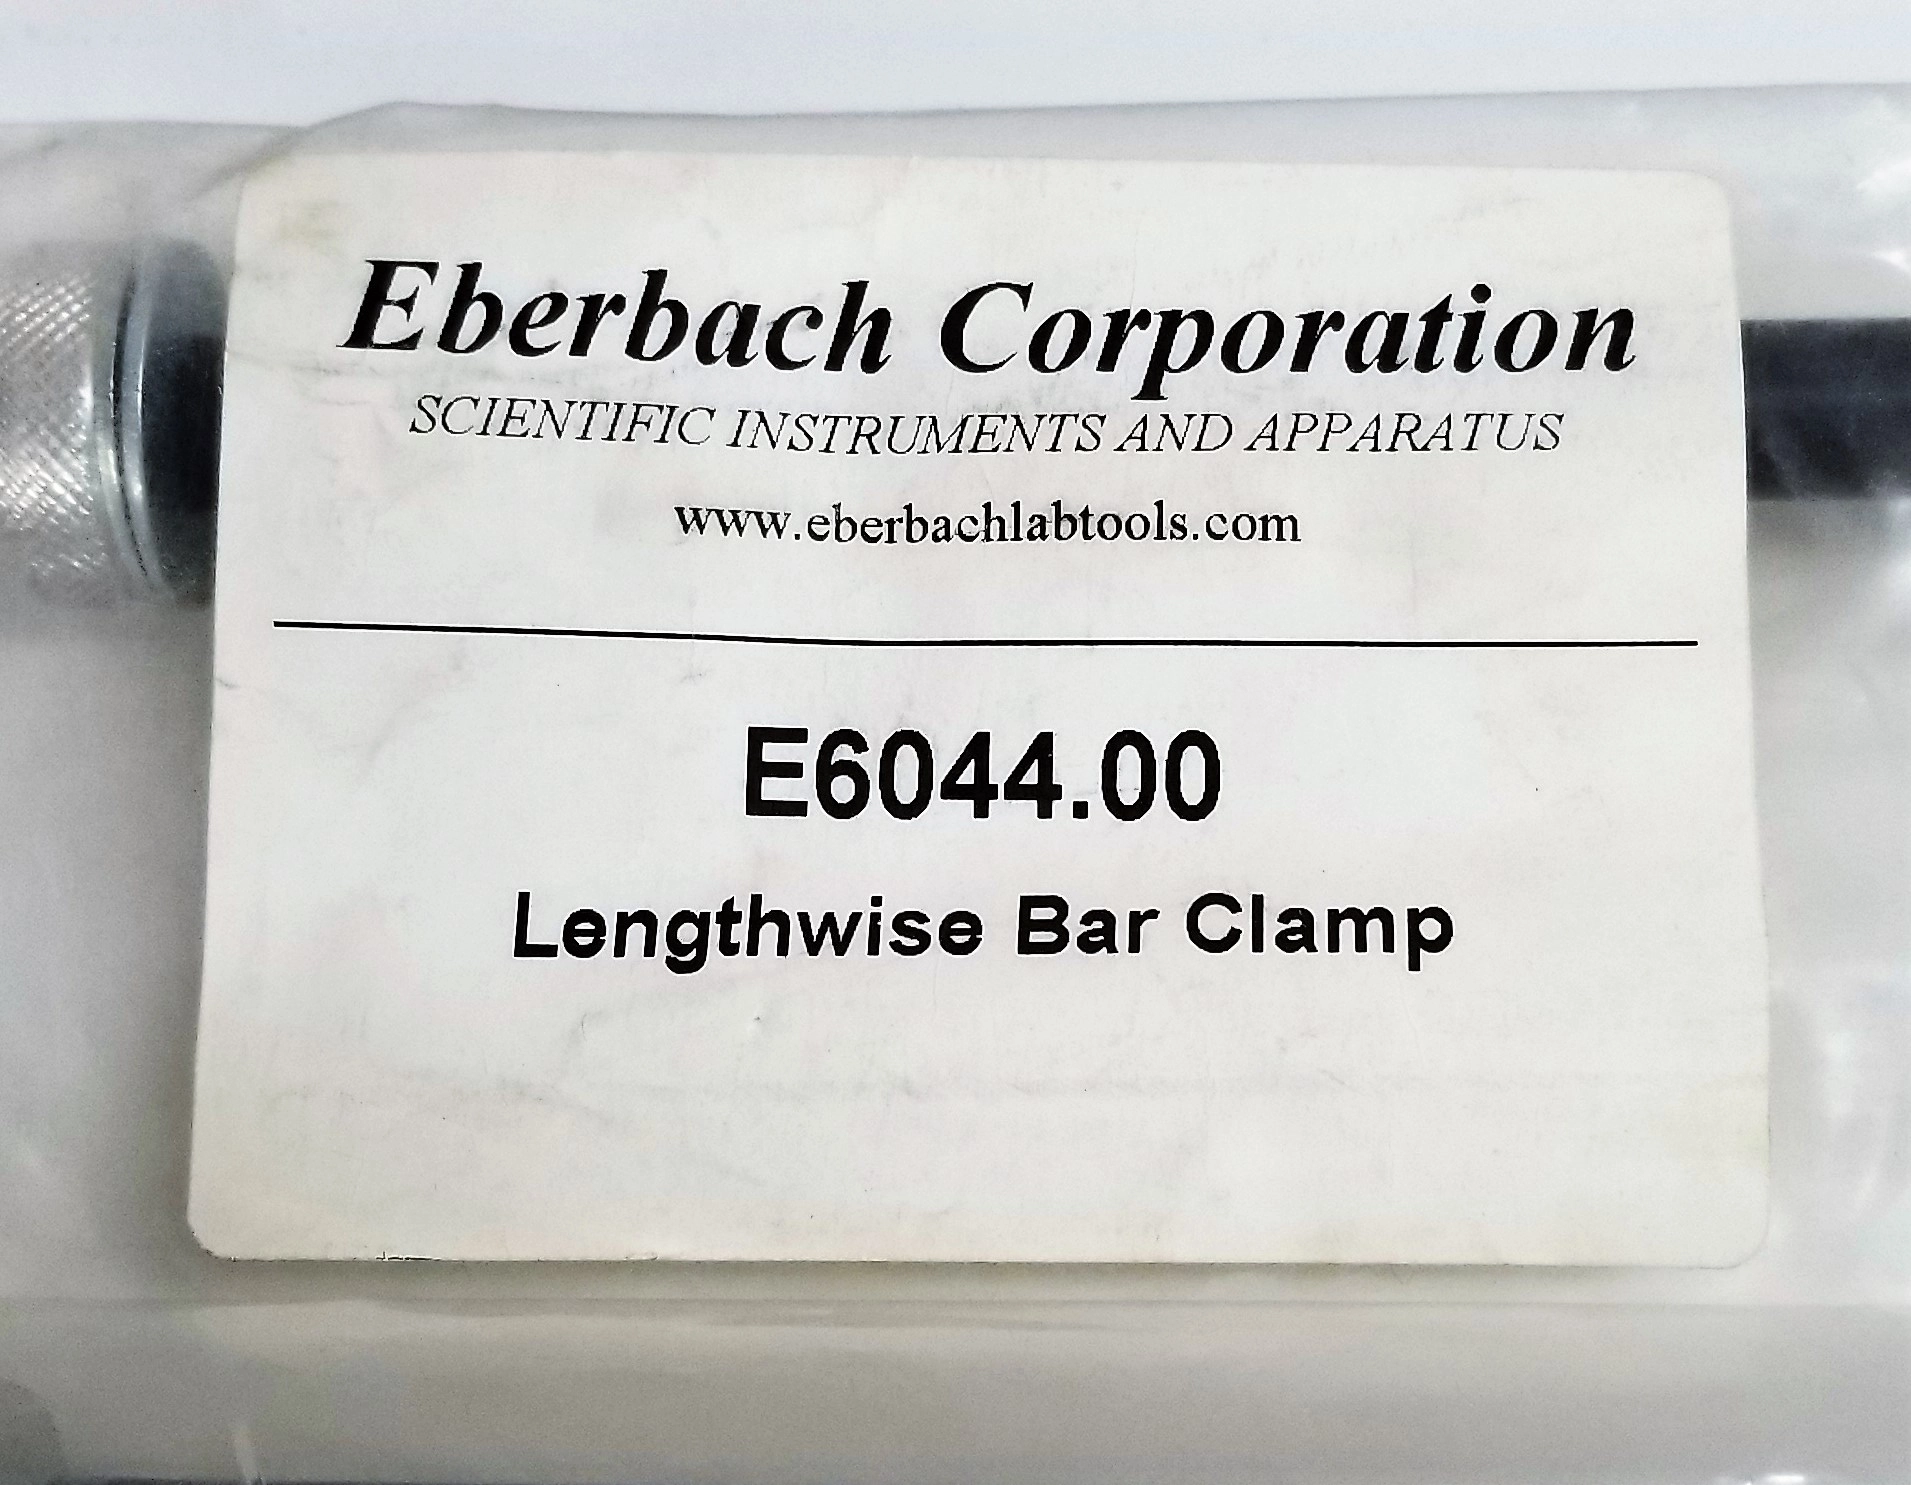 Eberbach Corporation
SCIENTIFIC INSTRUMENTS AND APPARATUS
www.eberbachlabtools.com
E6044.00
Lengthwise Bar Clamp